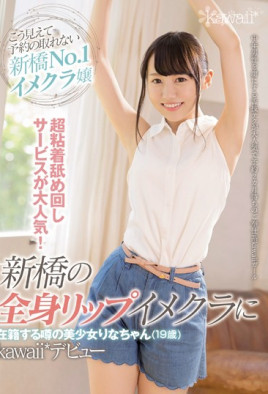 こう見えて
予約の取れない
新橋No.1
イメクラ嬢
kawaii*
超粘着舐め回し
サービスが大人気!
新橋の
全身リップイメクラに
在籍する噂の美少女りなちゃん(19歳)
kawaii*デビュー